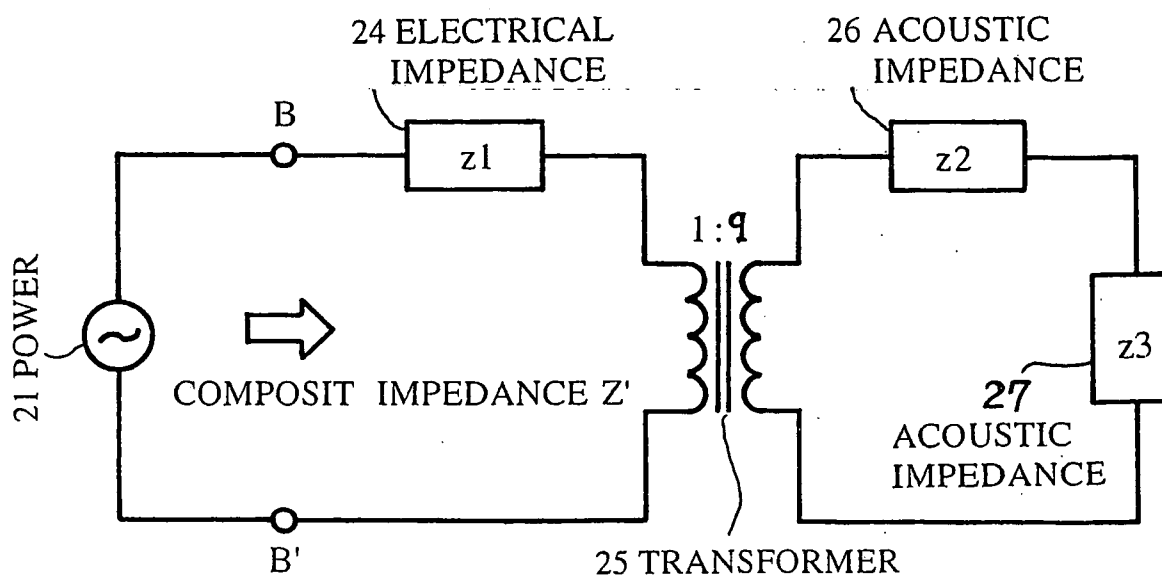 24 ELECTRICAL
IMPEDANCE
26 ACOUSTIC
IMPEDANCE
B
z1
z2
1:9
21 POWER
z3
COMPOSIT IMPEDANCE Z'
27
ACOUSTIC
IMPEDANCE
B'
25 TRANSFORMER